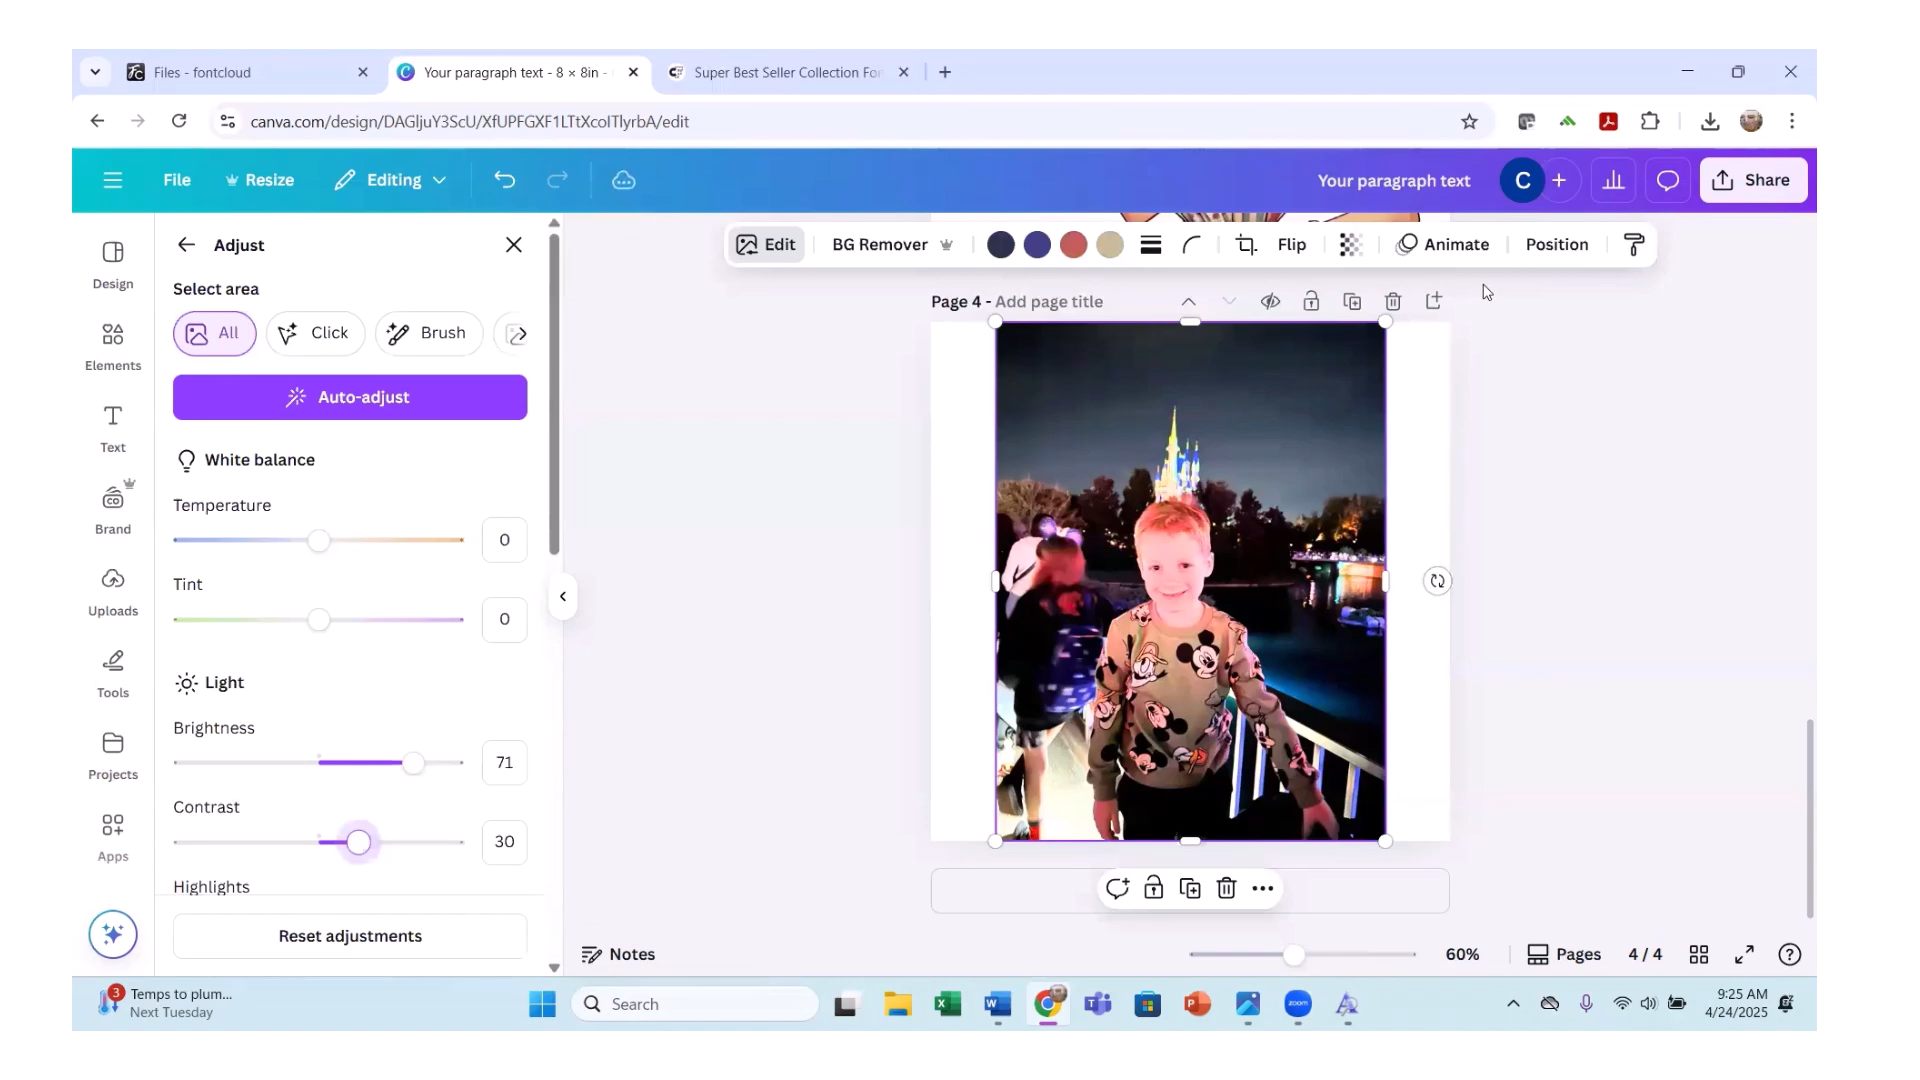 Files - fontcloud
Your paragraph text - 8 × 8in -
Super Best Seller Collection Fo
canva.com/design/DAGljuY3ScU/XfUPFGXF1LTtXcoITlyrbA/edit
File
Resize
Editing
Your paragraph text
C
Share
Design
Elements
Text
Brand
Uploads
Tools
Projects
Apps
Adjust
Select area
All
Click
Brush
Auto-adjust
White balance
Temperature
0
Tint
0
Light
Brightness
71
Contrast
30
Highlights
Reset adjustments
Edit
BG Remover
Flip
Animate
Position
Page 4 - Add page title
Notes
60%
Pages
4 / 4
3
Temps to plum...
Next Tuesday
Search
zoom
9:25 AM
4/24/2025